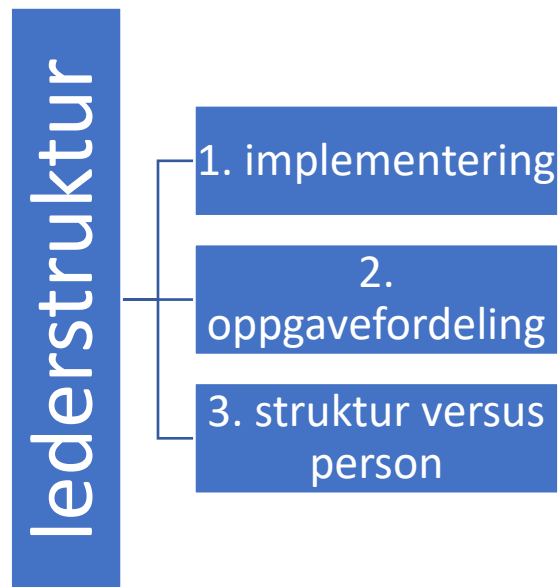 lederstruktur
1. implementering
2.
oppgavefordeling
3. struktur versus
person